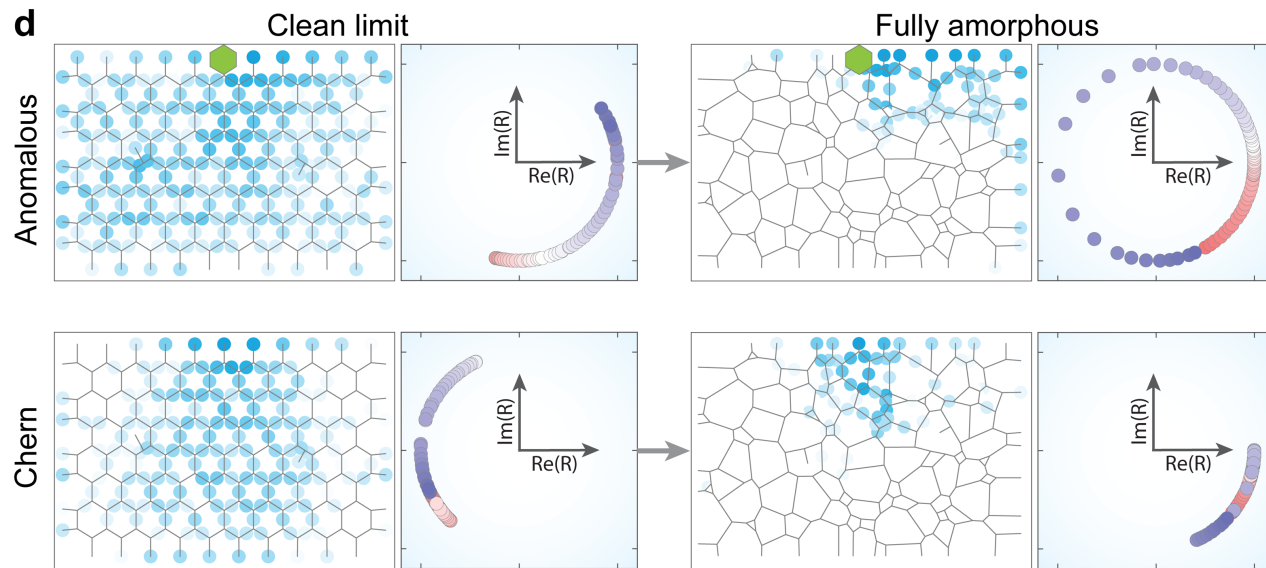 d
Clean limit
Fully amorphous
Anomalous
Im(R)
Re(R)
Im(R)
Re(R)
Chern
Im(R)
Re(R)
Im(R)
Re(R)